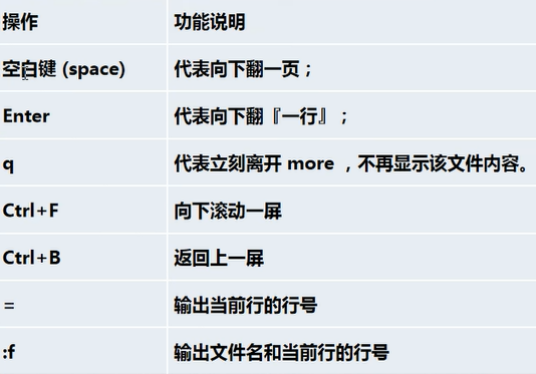 操作 功能说明
空白键 (space) 代表向下翻一页；
Enter 代表向下翻『一行』；
q 代表立刻离开 more ，不再显示该文件内容。
Ctrl+F 向下滚动一屏
Ctrl+B 返回上一屏
= 输出当前行的行号
:f 输出文件名和当前行的行号